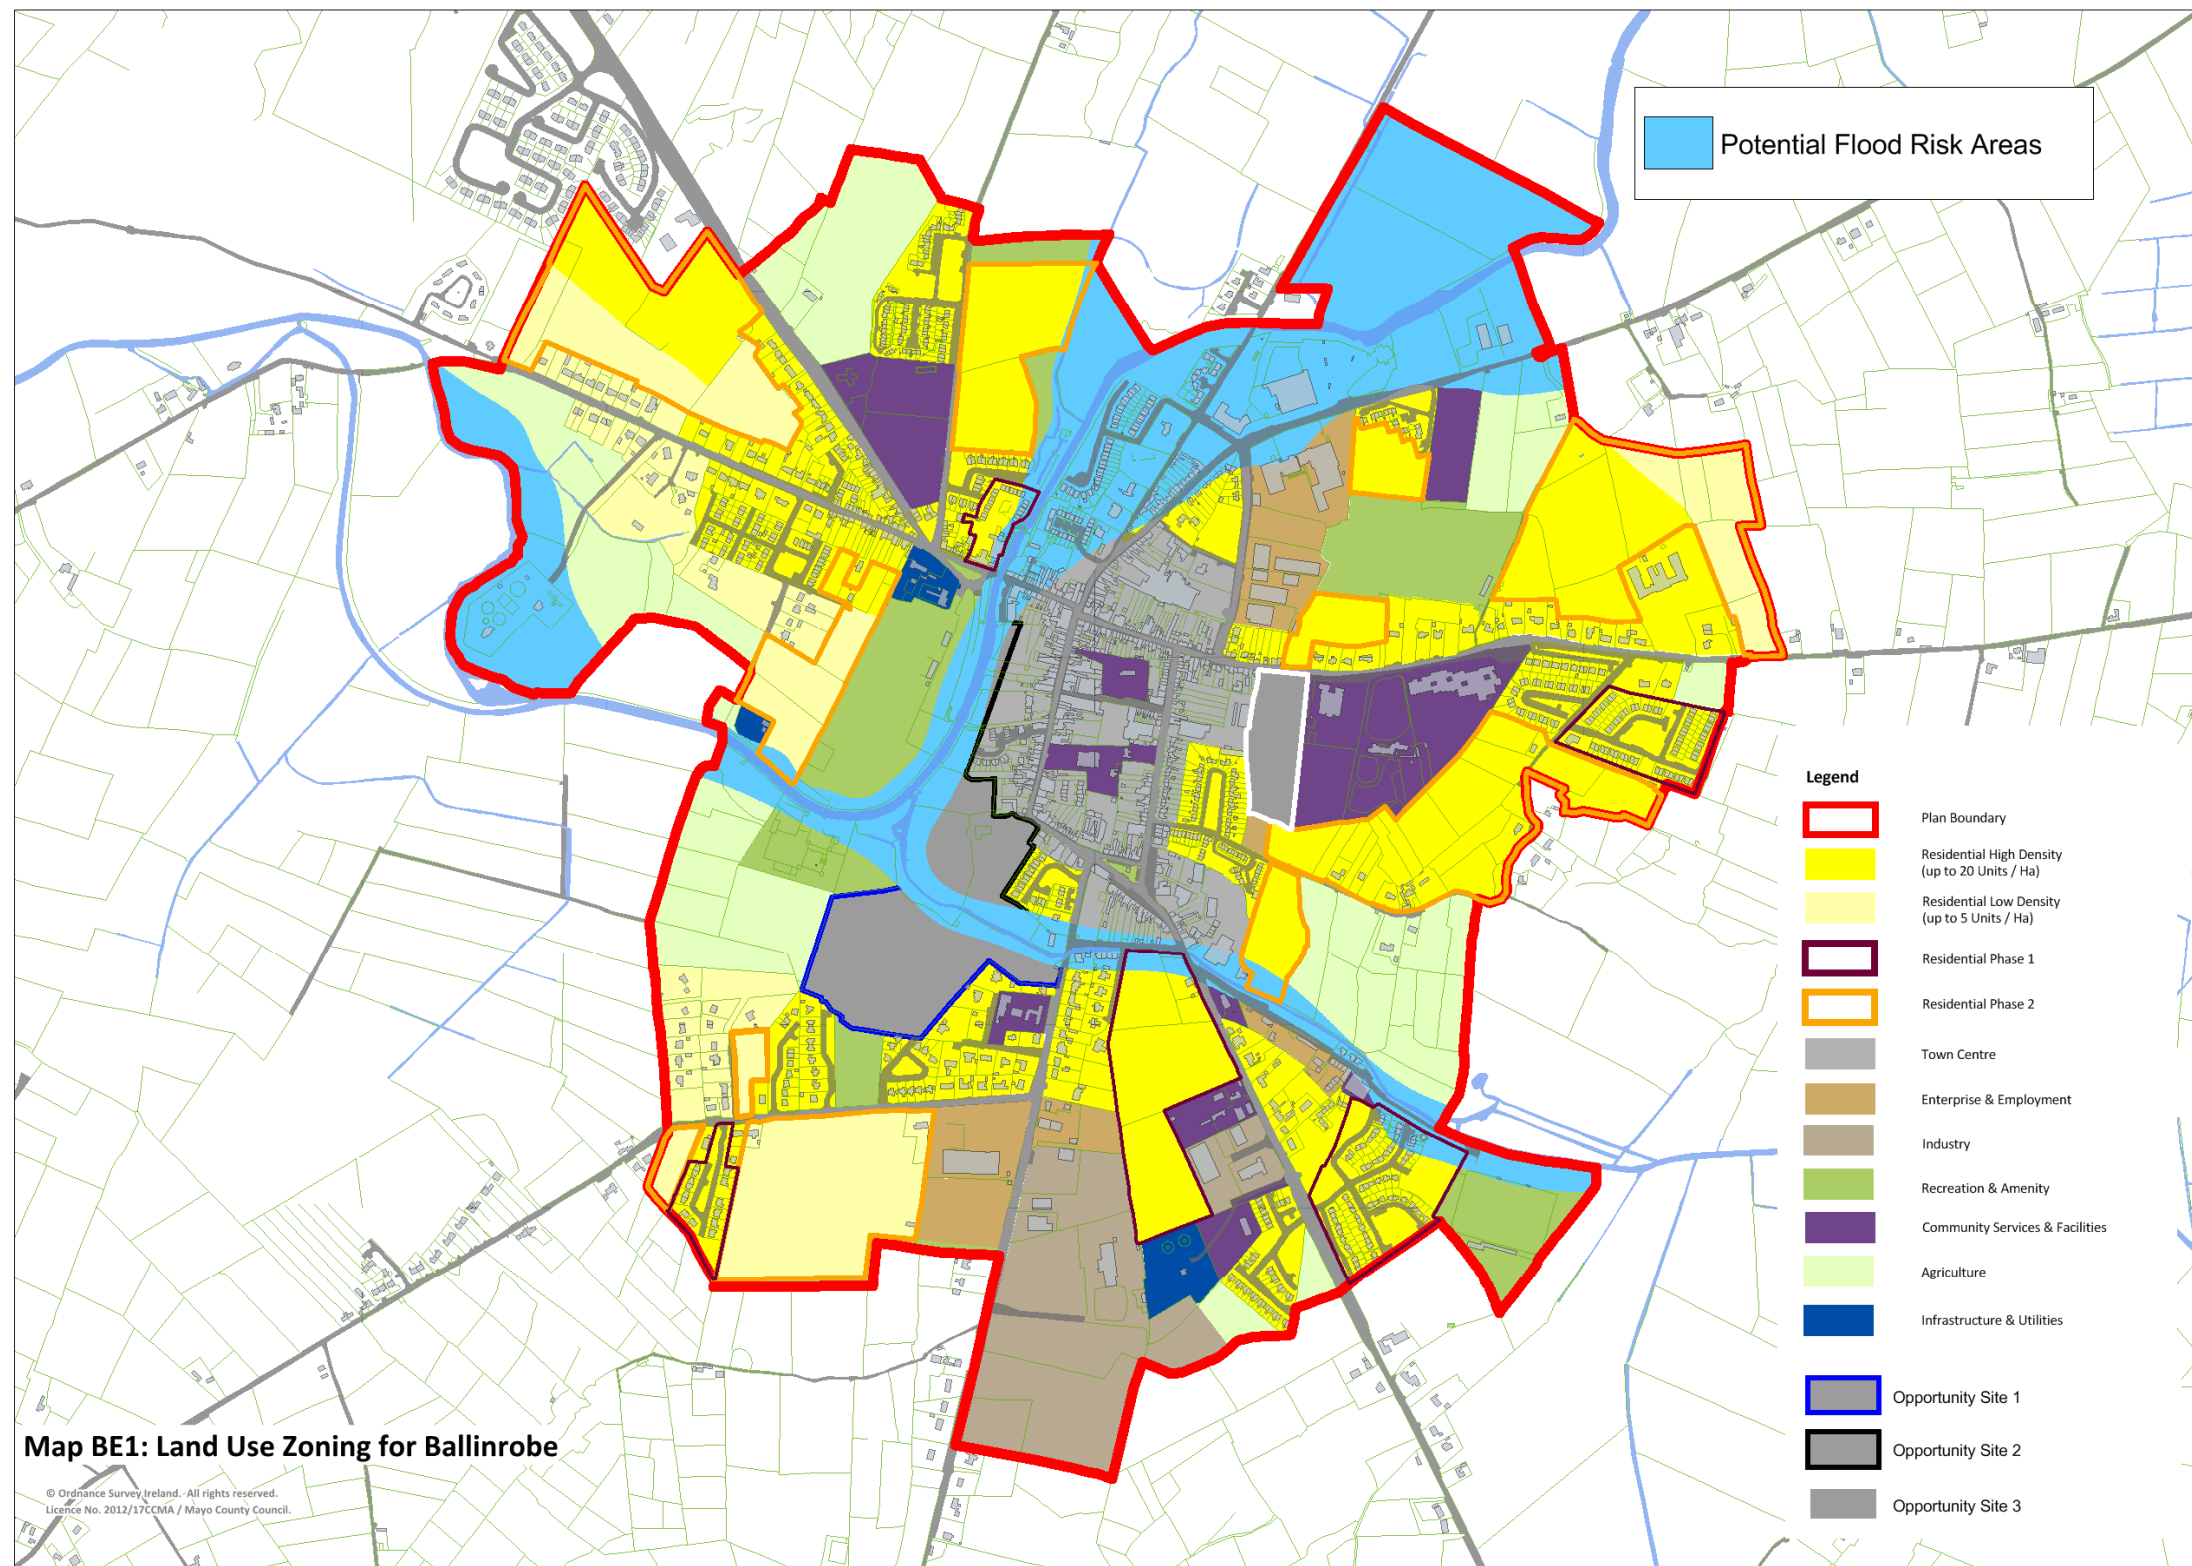 Potential Flood Risk Areas
Legend
Plan Boundary
Residential High Density
(up to 20 Units / Ha)
Residential Low Density
(up to 5 Units / Ha)
Residential Phase 1
Residential Phase 2
Town Centre
Enterprise & Employment
Industry
Recreation & Amenity
Community Services & Facilities
Agriculture
Infrastructure & Utilities
Opportunity Site 1
Opportunity Site 2
Opportunity Site 3
Map BE1: Land Use Zoning for Ballinrobe
© Ordnance Survey Ireland. All rights reserved.
Licence No. 2012/17CCMA / Mayo County Council.